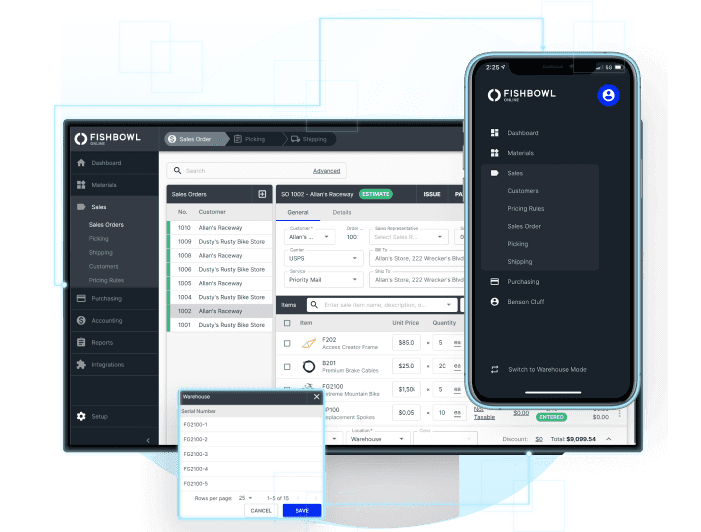 FISHBOWL
ONLINE
Sales Order
Picking
Shipping
Dashboard
Materials
Sales
Sales Orders
Picking
Shipping
Customers
Pricing Rules
Purchasing
Accounting
Reports
Integrations
Setup
Search
Advanced
Sales Orders
No. Customer
1010 Allan's Raceway
1009 Dusty's Rusty Bike Store
1008 Allan's Raceway
1006 Dusty's Rusty Bike Store
1005 Allan's Raceway
1004 Dusty's Rusty Bike Store
1002 Allan's Raceway
1001 Dusty's Rusty Bike Store
SO 1002 - Allan's Raceway ESTIMATE ISSUE
General Details
Customer* Order Sales Representative
Allan's ... 100: Select Sales R...
Carrier Bill To
USPS Allan's Store, 222 Wrecker's Blvd
Service Ship To
Priority Mail Allan's Store, 222 Wrecker's Blvd
Items Enter sale item name, description, o...
Item Unit Price Quantity
F202 $85.0 × 5 ea
Access Creator Frame
B201 $25.0 × 20 ea
Premium Brake Cables
FG2100 $1,50 × 5 ea
Extreme Mountain Bike
P100 $0.05 × 10 ea
Replacement Spokes
Not Taxable $0.00 ENTERED $0.00
Location*
Warehouse
Discount: $0 Total: $9,099.54
Warehouse
Serial Number
FG2100-1
FG2100-2
FG2100-3
FG2100-4
FG2100-5
Rows per page: 25 1-5 of 15
CANCEL SAVE
2:25 5G
FISHBOWL
ONLINE
Dashboard
Materials
Sales
Customers
Pricing Rules
Sales Order
Picking
Shipping
Purchasing
Benson Cluff
Switch to Warehouse Mode